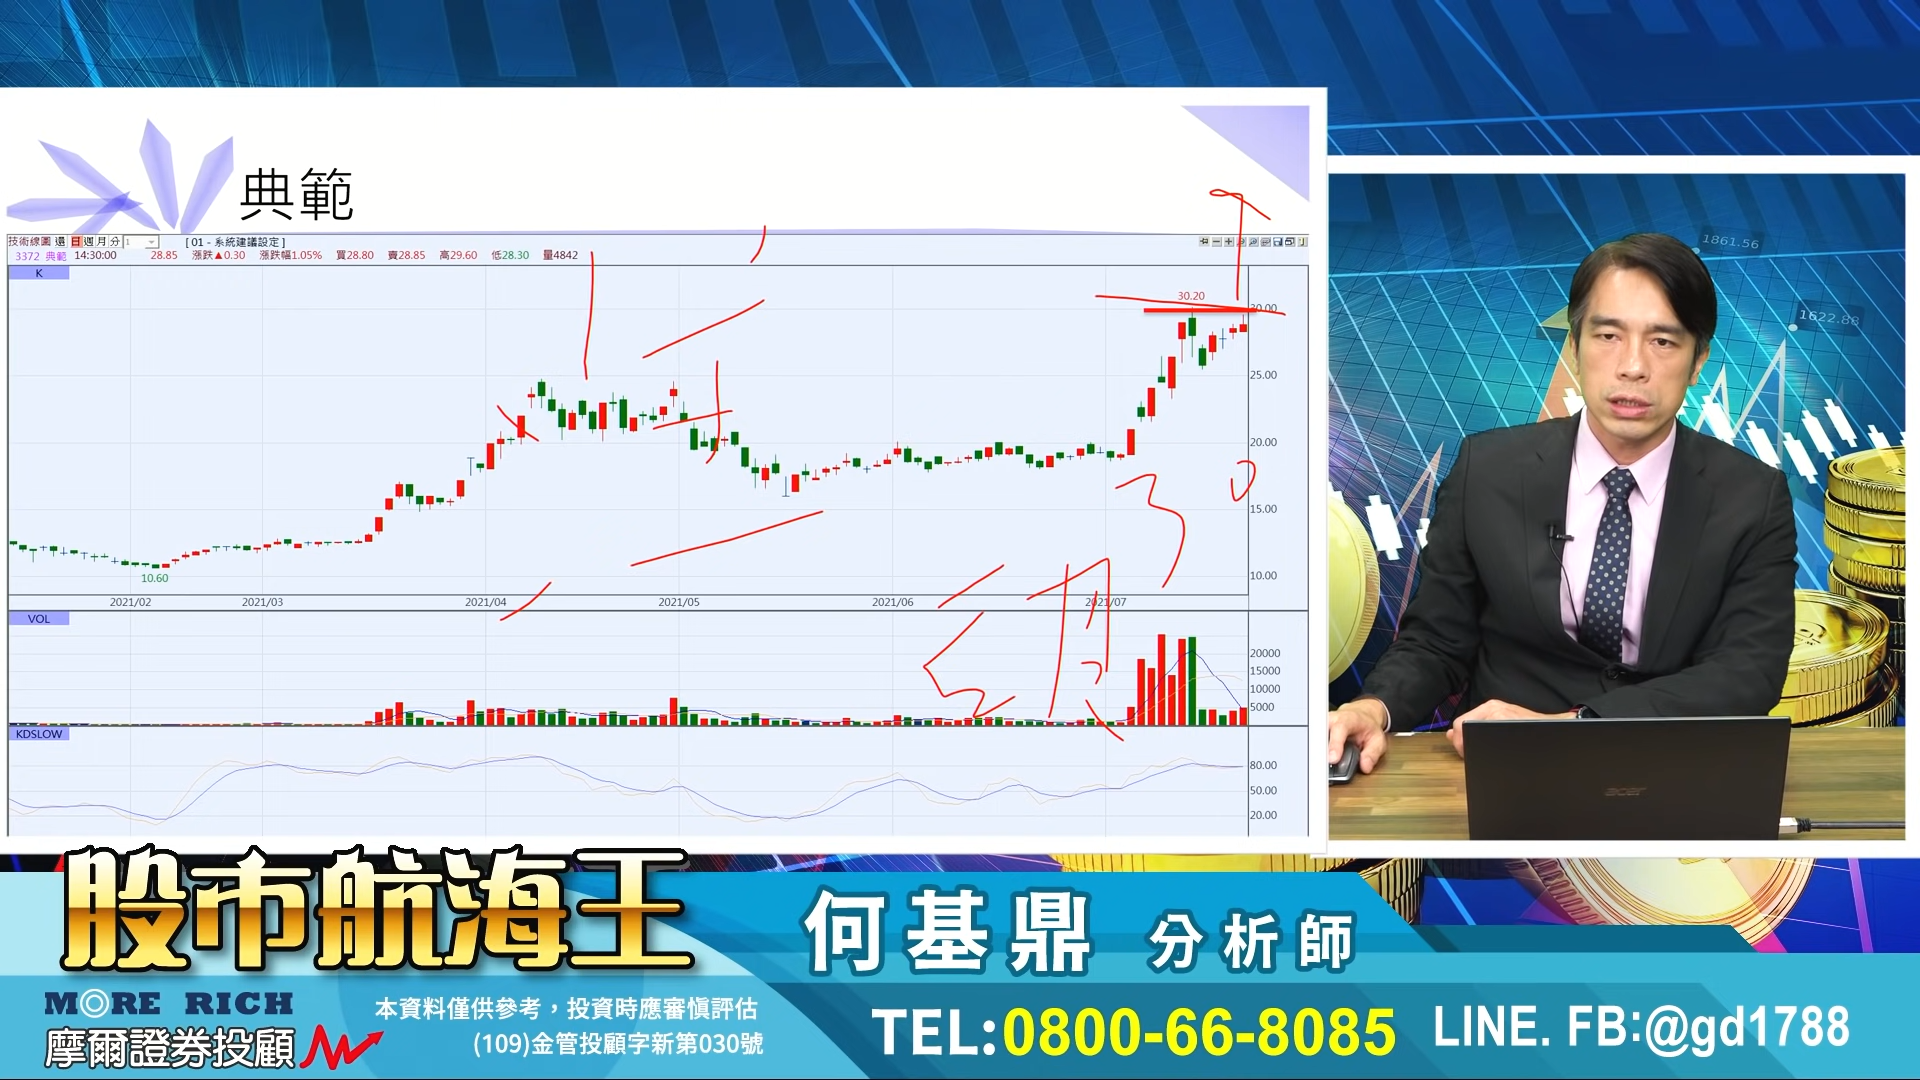 典範
技術線圖 還 日 週 月 分 1 [ 01 - 系統建議設定 ]
3372 典範 14:30:00 28.85 漲跌▲0.30 漲跌幅1.05% 買28.80 賣28.85 高29.60 低28.30 量4842
K
30.20
30.00
25.00
20.00
15.00
10.60
10.00
2021/02 2021/03 2021/04 2021/05 2021/06 2021/07
VOL
20000
15000
10000
5000
KDSLOW
80.00
50.00
20.00
1861.56
1622.88
acer
股市航海王
MORE RICH
摩爾證券投顧
本資料僅供參考，投資時應審慎評估
(109)金管投顧字新第030號
何基鼎 分析師
TEL:0800-66-8085
LINE. FB:@gd1788